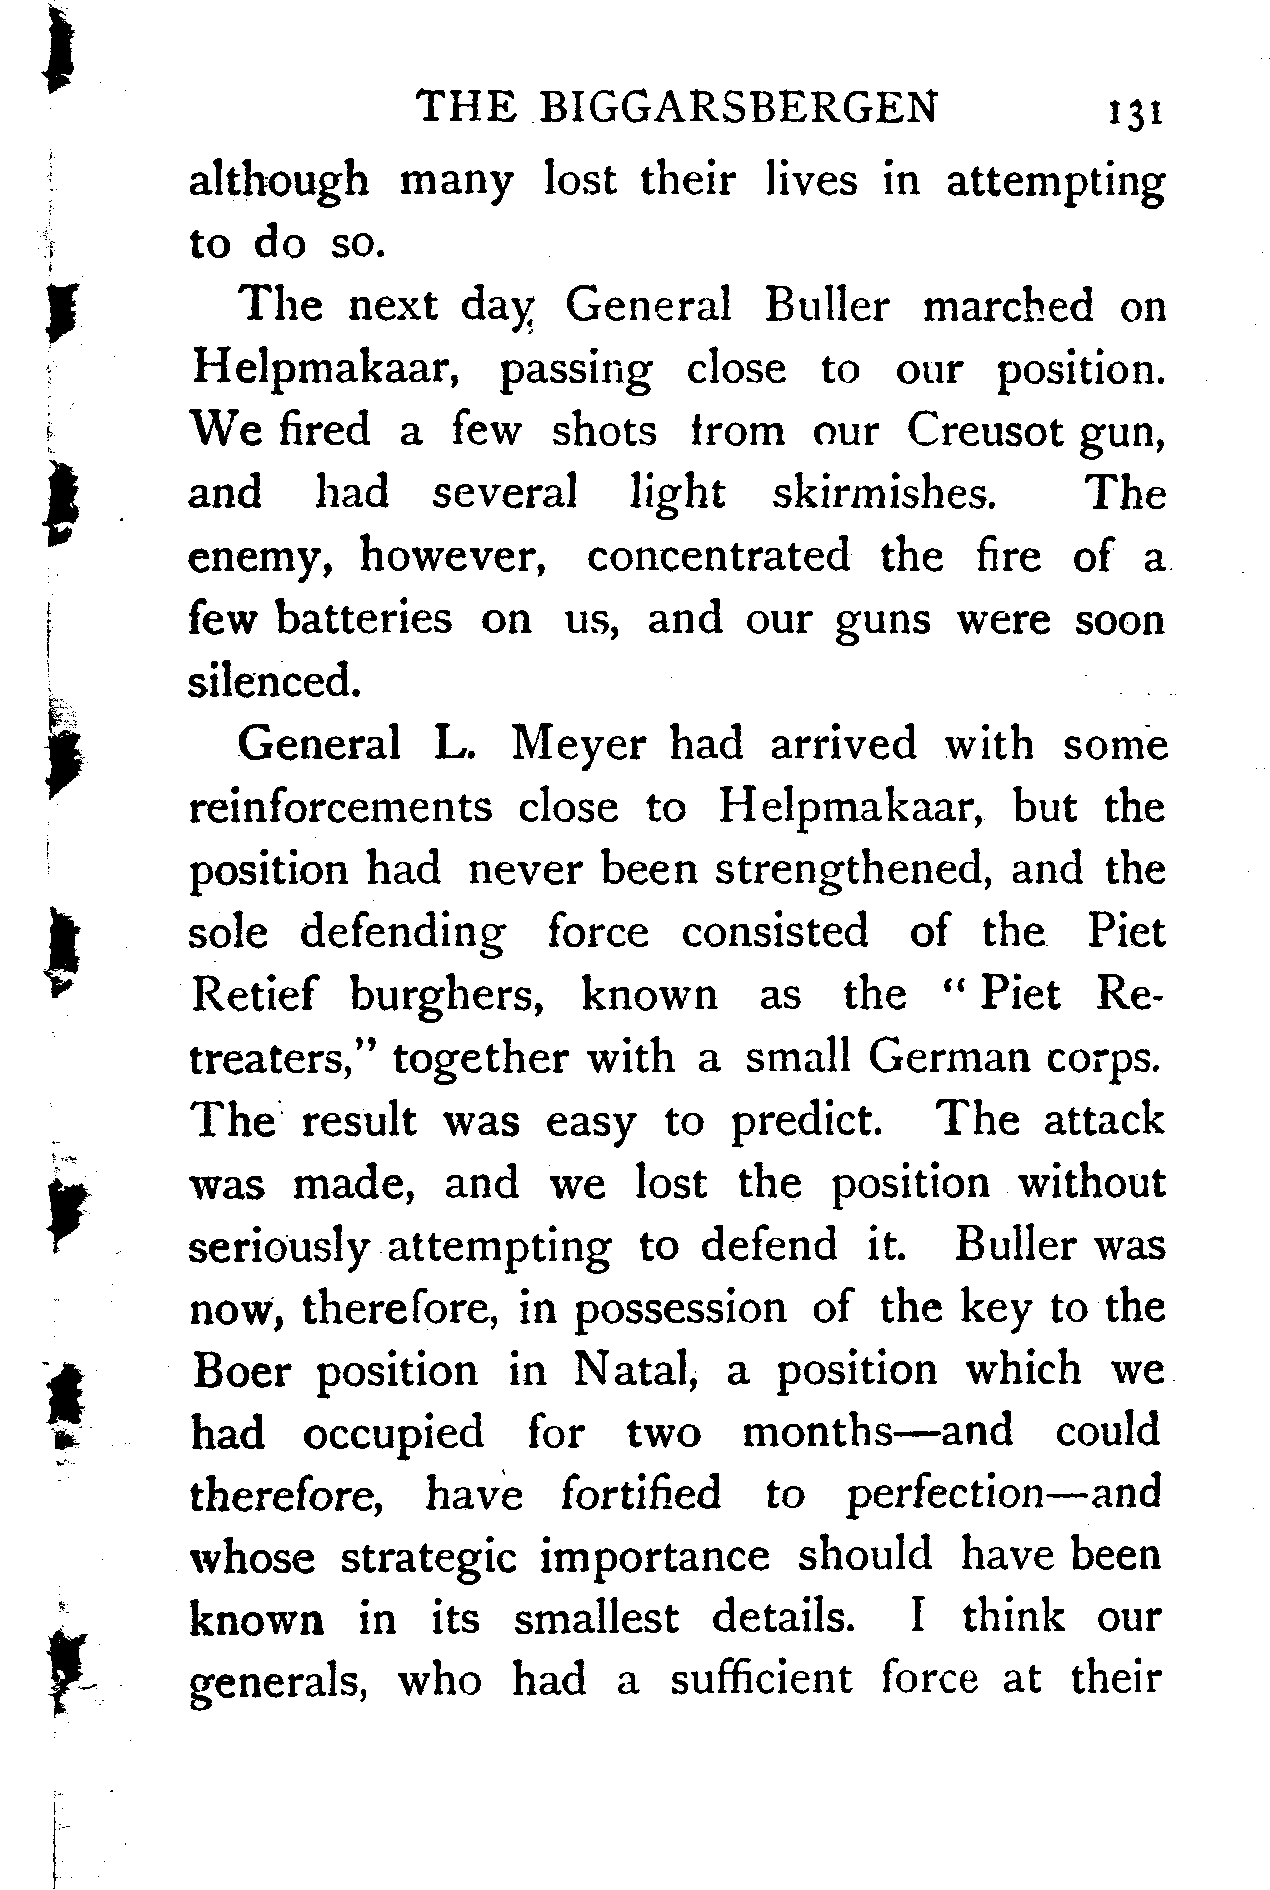 THE BIGGARSBERGEN 131
although many lost their lives in attempting
to do so.
The next day General Buller marched on
Helpmakaar, passing close to our position.
We fired a few shots from our Creusot gun,
and had several light skirmishes. The
enemy, however, concentrated the fire of a
few batteries on us, and our guns were soon
silenced.
General L. Meyer had arrived with some
reinforcements close to Helpmakaar, but the
position had never been strengthened, and the
sole defending force consisted of the Piet
Retief burghers, known as the “ Piet Re-
treaters,” together with a small German corps.
The result was easy to predict. The attack
was made, and we lost the position without
seriously attempting to defend it. Buller was
now, therefore, in possession of the key to the
Boer position in Natal, a position which we
had occupied for two months—and could
therefore, have fortified to perfection—and
whose strategic importance should have been
known in its smallest details. I think our
generals, who had a sufficient force at their